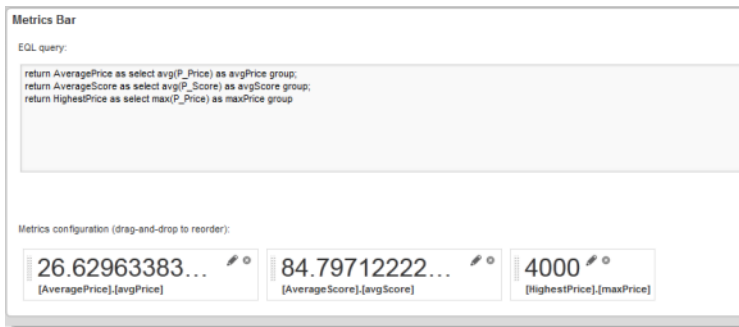 Metrics Bar
EQL query:
return AveragePrice as select avg(P_Price) as avgPrice group;
return AverageScore as select avg(P_Score) as avgScore group;
return HighestPrice as select max(P_Price) as maxPrice group
Metrics configuration (drag-and-drop to reorder):
26.62963383... 84.79712222... 4000
[AveragePrice].[avgPrice] [AverageScore].[avgScore] [HighestPrice].[maxPrice]